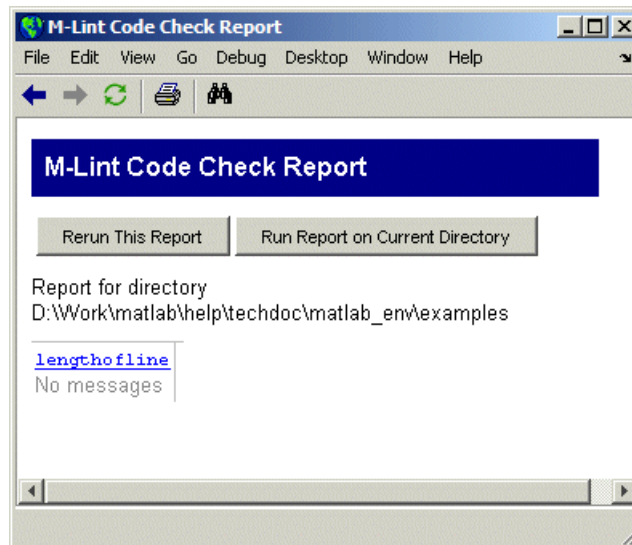 M-Lint Code Check Report
File Edit View Go Debug Desktop Window Help
M-Lint Code Check Report
Rerun This Report Run Report on Current Directory
Report for directory
D:\Work\matlab\help\techdoc\matlab_env\examples
lengthofline
No messages